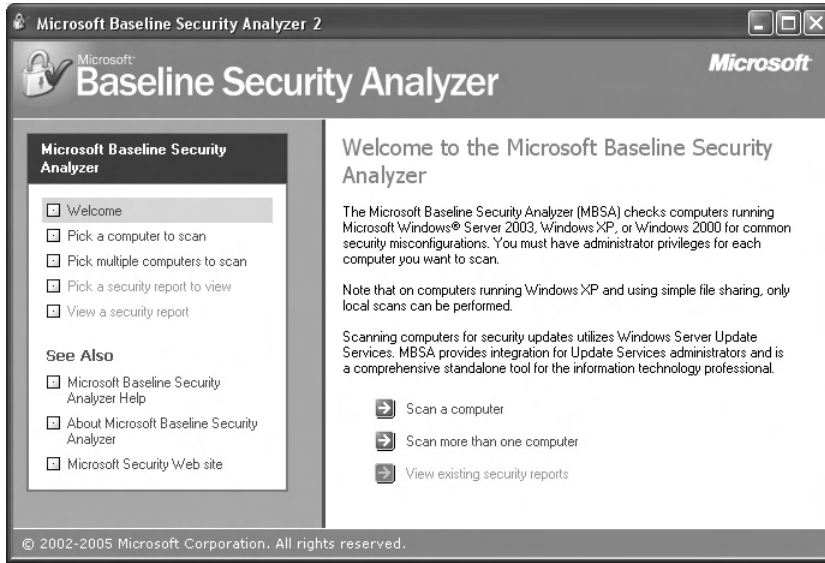 Microsoft Baseline Security Analyzer 2
Microsoft
Baseline Security Analyzer
Microsoft
Microsoft Baseline Security
Analyzer
Welcome
Pick a computer to scan
Pick multiple computers to scan
Pick a security report to view
View a security report
See Also
Microsoft Baseline Security
Analyzer Help
About Microsoft Baseline Security
Analyzer
Microsoft Security Web site
Welcome to the Microsoft Baseline Security
Analyzer
The Microsoft Baseline Security Analyzer (MBSA) checks computers running
Microsoft Windows® Server 2003, Windows XP, or Windows 2000 for common
security misconfigurations. You must have administrator privileges for each
computer you want to scan.
Note that on computers running Windows XP and using simple file sharing, only
local scans can be performed.
Scanning computers for security updates utilizes Windows Server Update
Services. MBSA provides integration for Update Services administrators and is
a comprehensive standalone tool for the information technology professional.
Scan a computer
Scan more than one computer
View existing security reports
© 2002-2005 Microsoft Corporation. All rights reserved.